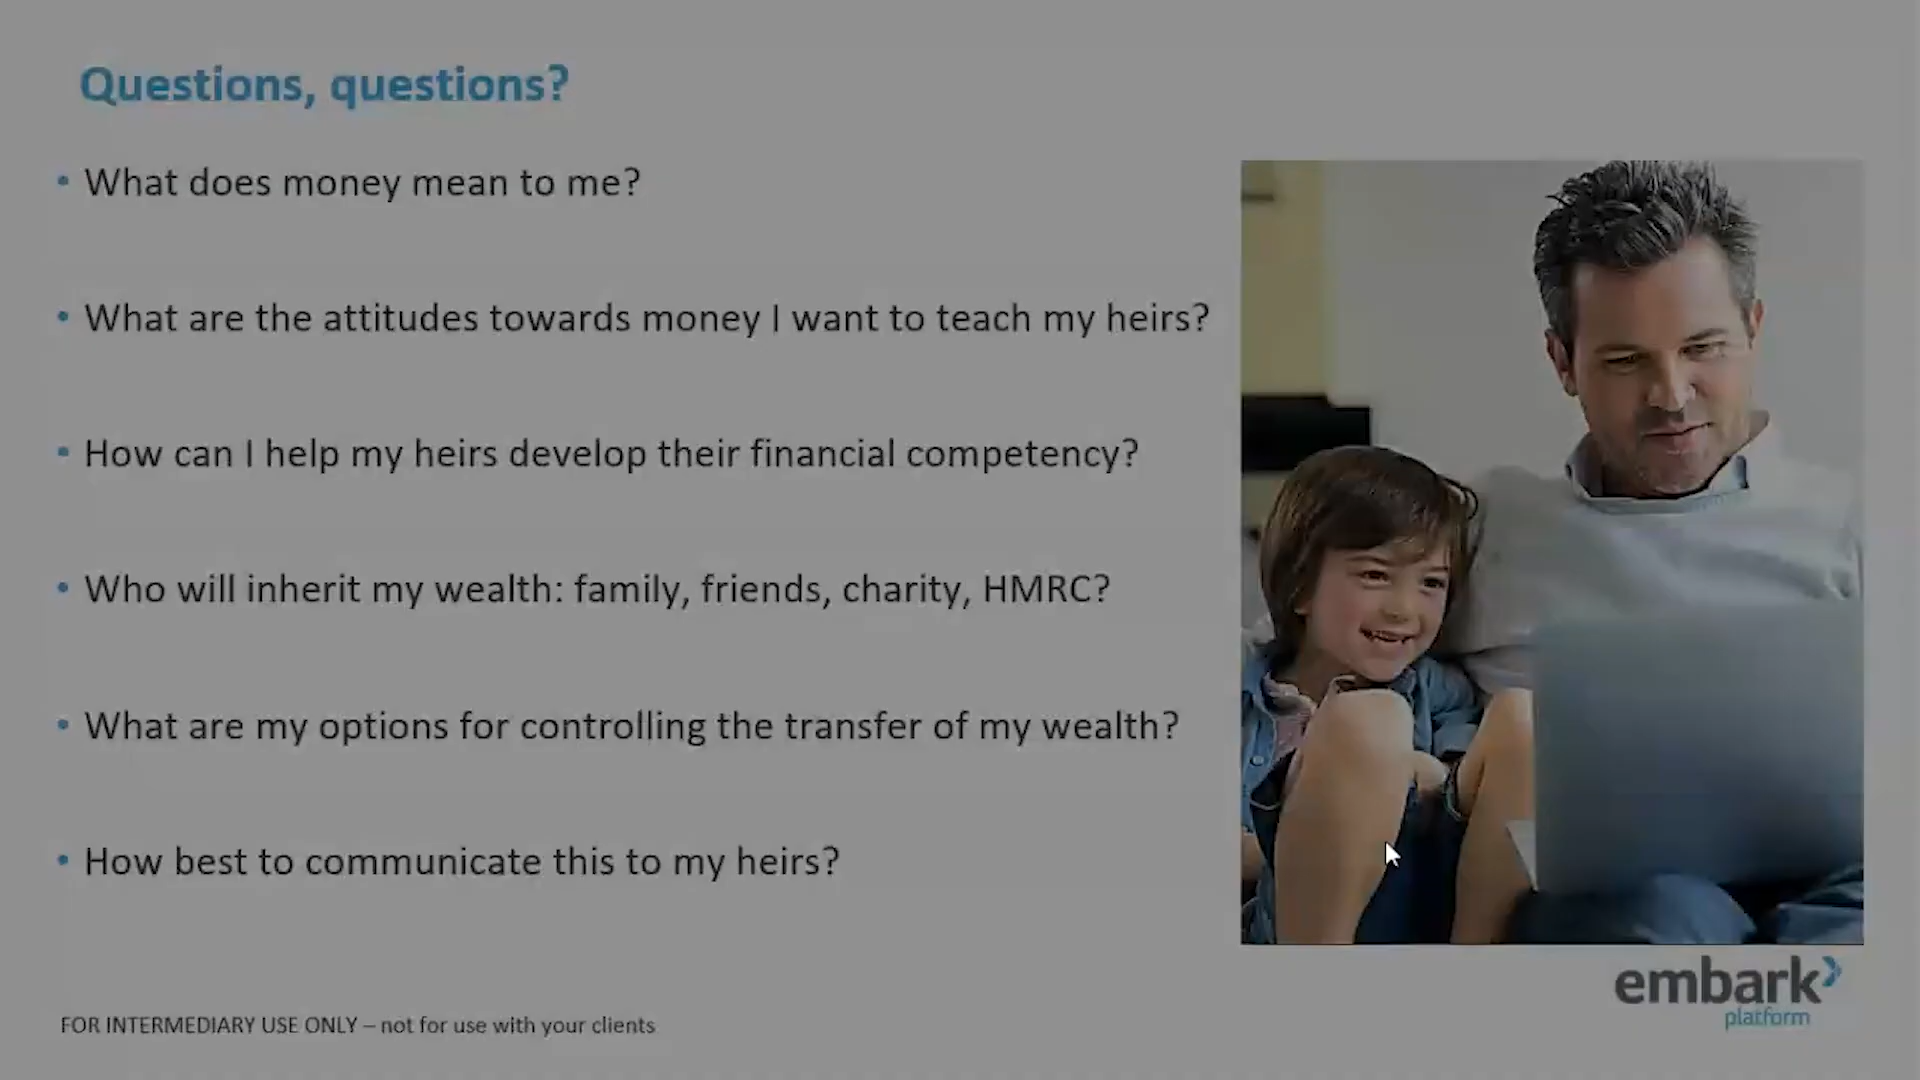 Questions, questions?
• What does money mean to me?
• What are the attitudes towards money I want to teach my heirs?
• How can I help my heirs develop their financial competency?
• Who will inherit my wealth: family, friends, charity, HMRC?
• What are my options for controlling the transfer of my wealth?
• How best to communicate this to my heirs?
embark
platform
FOR INTERMEDIARY USE ONLY – not for use with your clients